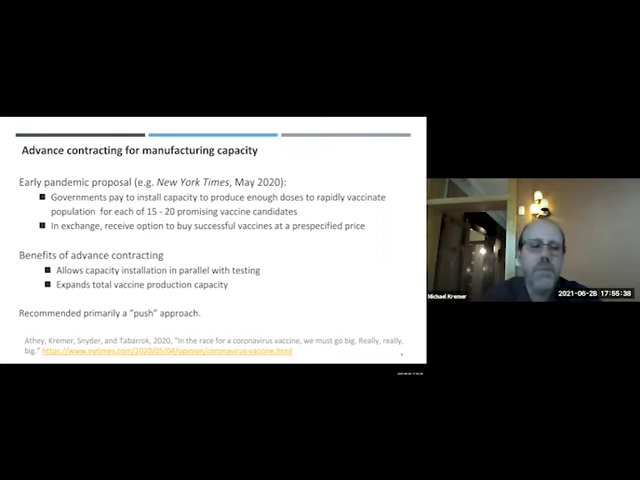 Advance contracting for manufacturing capacity
Early pandemic proposal (e.g. New York Times, May 2020):
Governments pay to install capacity to produce enough doses to rapidly vaccinate
population for each of 15 - 20 promising vaccine candidates
In exchange, receive option to buy successful vaccines at a prespecified price
Benefits of advance contracting
Allows capacity installation in parallel with testing
Expands total vaccine production capacity
Recommended primarily a "push" approach.
Athey, Kremer, Snyder, and Tabarrok, 2020, "In the race for a coronavirus vaccine, we must go big. Really, really,
big." https://www.nytimes.com/2020/05/04/opinion/coronavirus-vaccine.html
Michael Kremer
2021-06-28 17:55:38